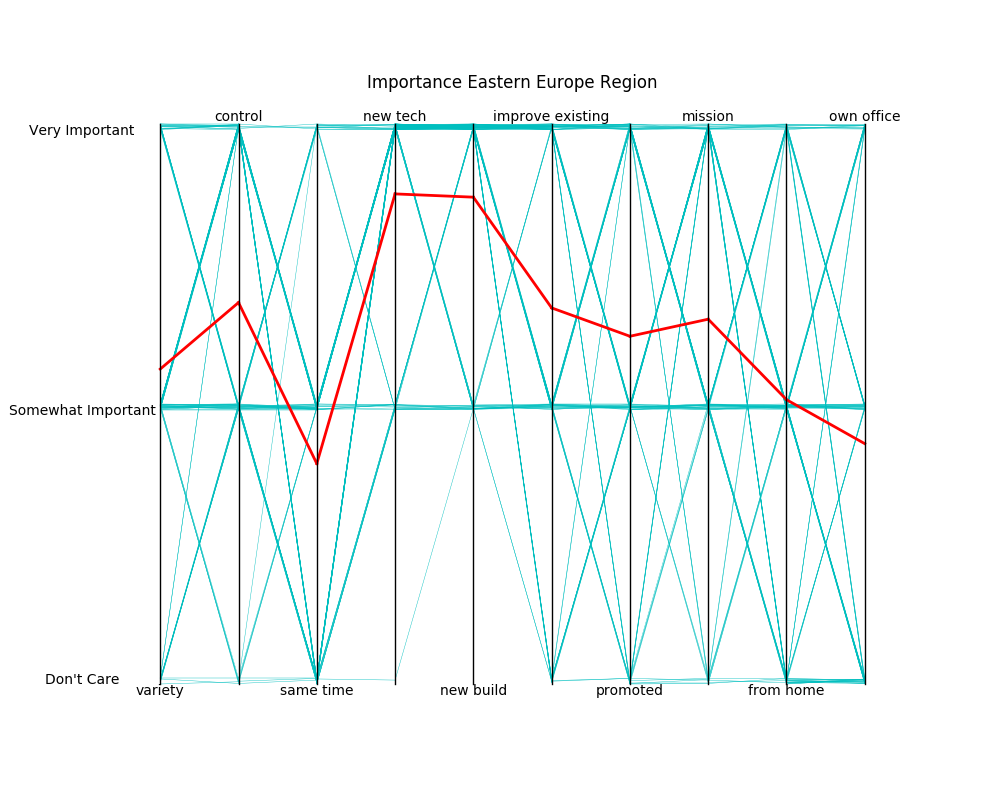 Importance Eastern Europe Region
control
new tech
improve existing
mission
own office
Very Important
Somewhat Important
Don't Care
variety
same time
new build
promoted
from home